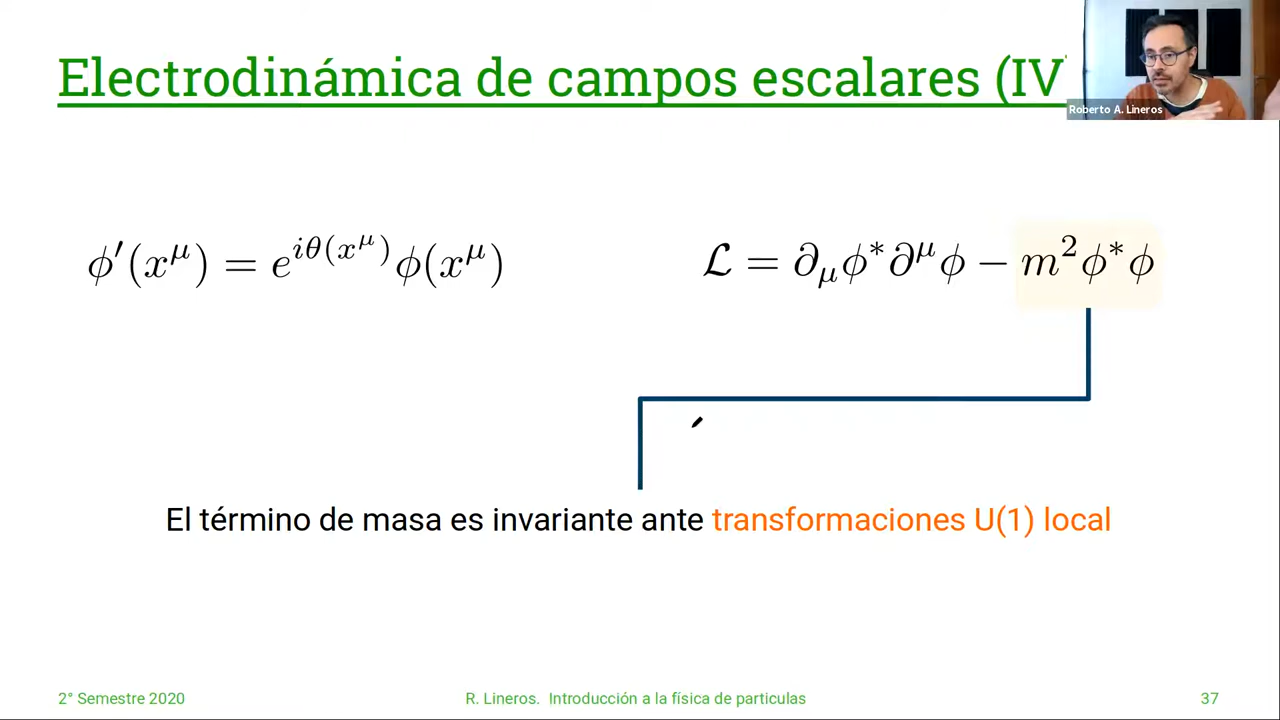 Electrodinámica de campos escalares (IV
Roberto A. Lineros
ϕ′(x^μ) = e^{iθ(x^μ)}ϕ(x^μ)
ℒ = ∂_μϕ*∂^μϕ − m²ϕ*ϕ
El término de masa es invariante ante transformaciones U(1) local
2° Semestre 2020
R. Lineros. Introducción a la física de particulas
37